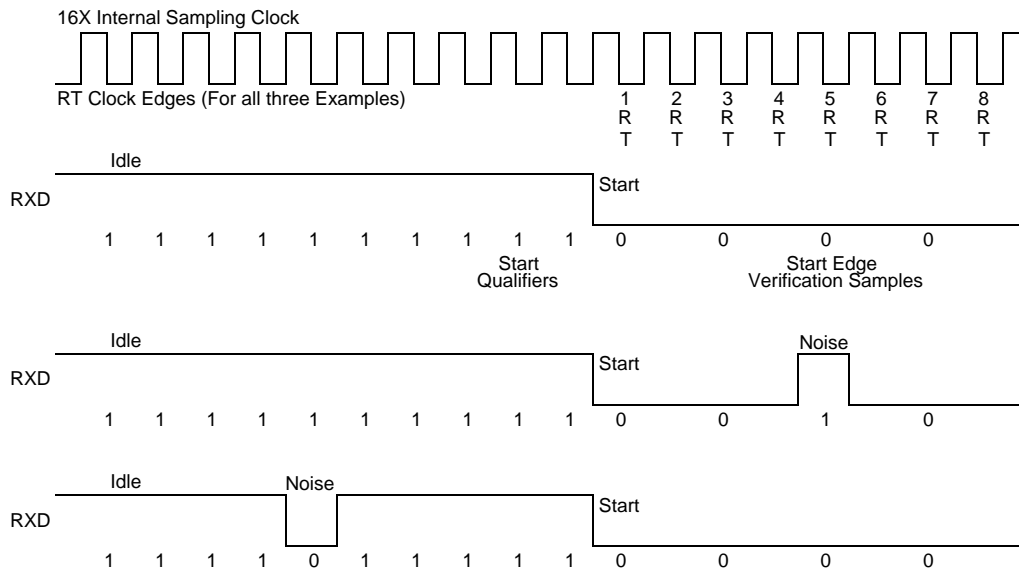 16X Internal Sampling Clock
RT Clock Edges (For all three Examples)
1 2 3 4 5 6 7 8
R R R R R R R R
T T T T T T T T
Idle
RXD
Start
1 1 1 1 1 1 1 1 1 1 0 0 0 0
Start
Qualifiers
Start Edge
Verification Samples
Idle
Noise
Start
RXD
1 1 1 1 1 1 1 1 1 1 0 0 1 0
Idle
Noise
Start
RXD
1 1 1 1 0 1 1 1 1 1 0 0 0 0